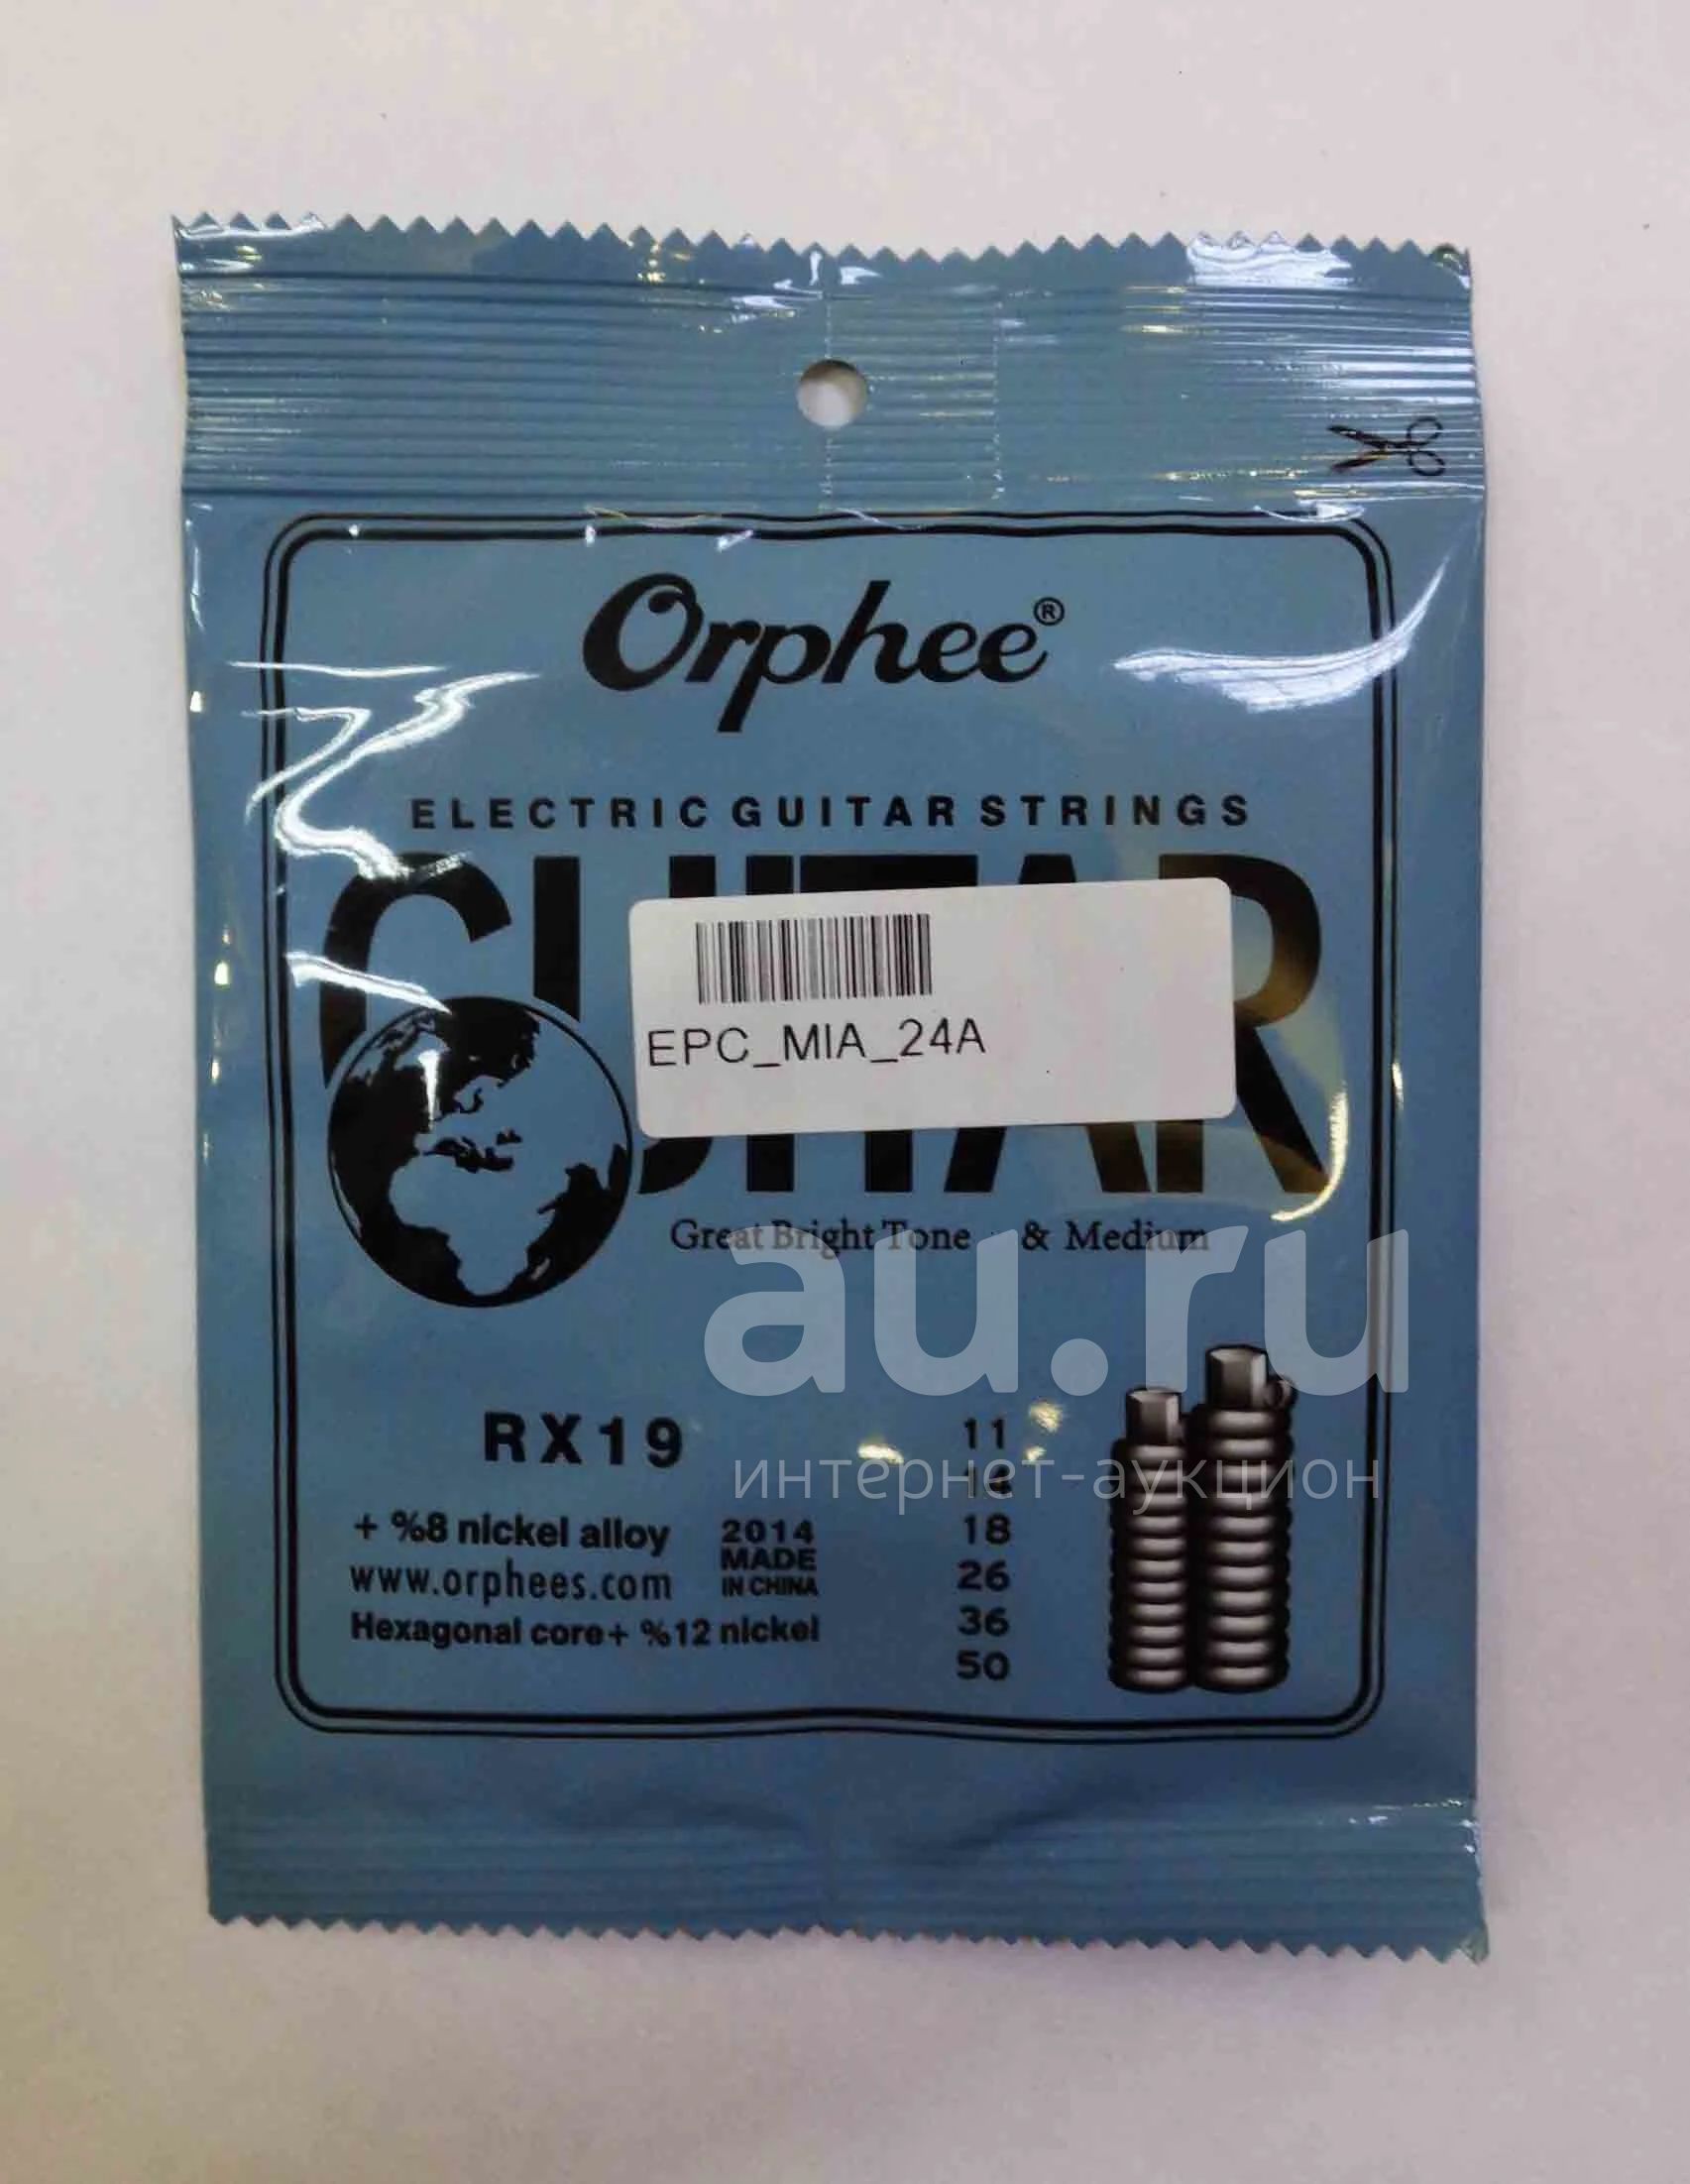 Orphee®
ELECTRIC GUITAR STRINGS
GUITAR
EPC_MIA_24A
Great Bright Tone & Medium
au.ru
интернет-аукцион
RX19
11
18
26
36
50
+ %8 nickel alloy
www.orphees.com
Hexagonal core+ %12 nickel
2014
MADE
IN CHINA